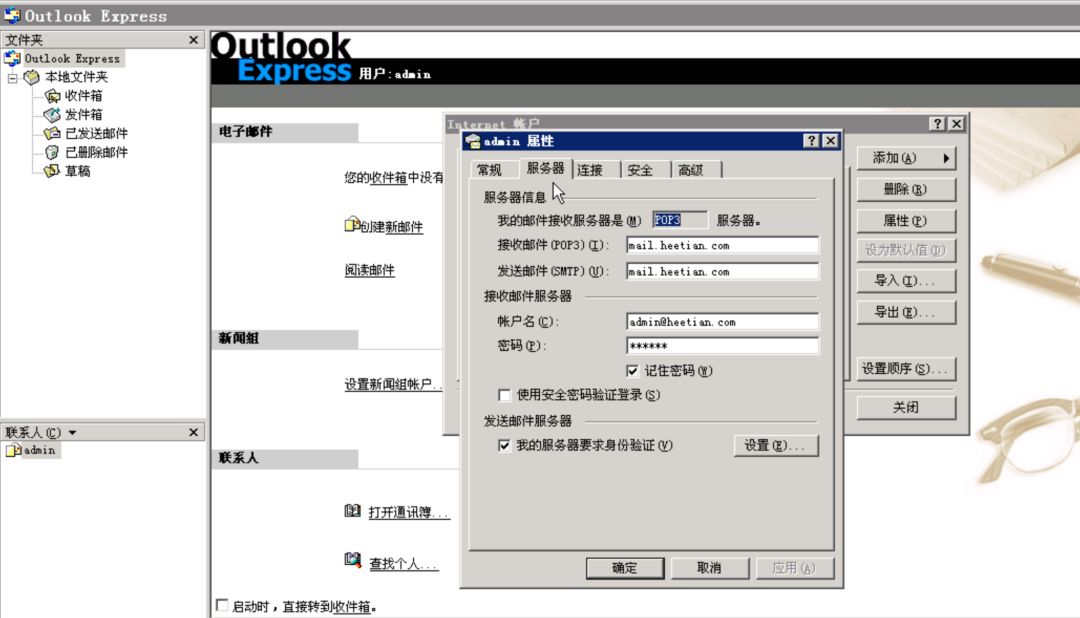 Outlook Express
文件夹
Outlook Express
本地文件夹
收件箱
发件箱
已发送邮件
已删除邮件
草稿
联系人(C)
admin
Outlook
Express 用户:admin
电子邮件
您的收件箱中没有
创建新邮件
阅读邮件
新闻组
设置新闻组帐户...
联系人
打开通讯簿...
查找个人...
启动时，直接转到收件箱。
Internet 帐户
添加(A)
删除(R)
属性(P)
设为默认值(D)
导入(I)...
导出(E)...
设置顺序(S)...
关闭
admin 属性
常规 服务器 连接 安全 高级
服务器信息
我的邮件接收服务器是(M) POP3 服务器。
接收邮件(POP3)(I): mail.heetian.com
发送邮件(SMTP)(U): mail.heetian.com
接收邮件服务器
帐户名(C): admin@heetian.com
密码(P): ******
记住密码(W)
使用安全密码验证登录(S)
发送邮件服务器
我的服务器要求身份验证(V) 设置(E)...
确定 取消 应用(A)